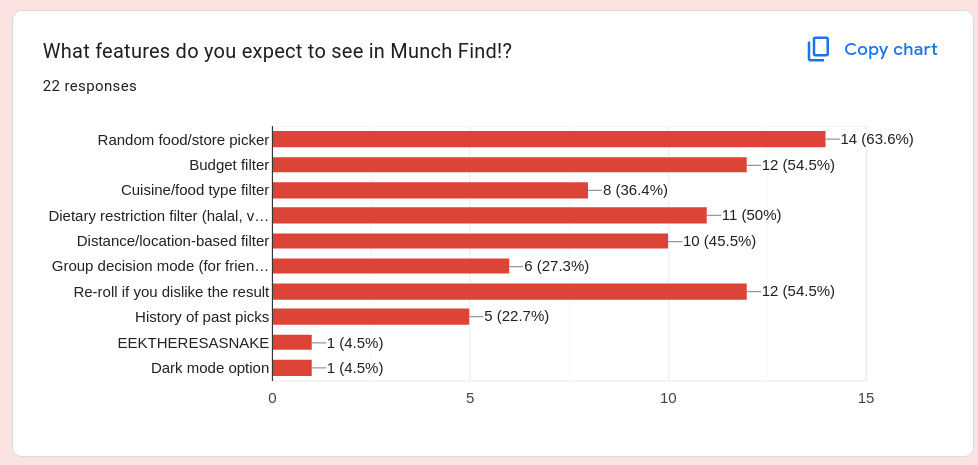 What features do you expect to see in Munch Find!?
Copy chart
22 responses
Random food/store picker 14 (63.6%)
Budget filter 12 (54.5%)
Cuisine/food type filter 8 (36.4%)
Dietary restriction filter (halal, v… 11 (50%)
Distance/location-based filter 10 (45.5%)
Group decision mode (for frien… 6 (27.3%)
Re-roll if you dislike the result 12 (54.5%)
History of past picks 5 (22.7%)
EEKTHERESASNAKE 1 (4.5%)
Dark mode option 1 (4.5%)
0 5 10 15